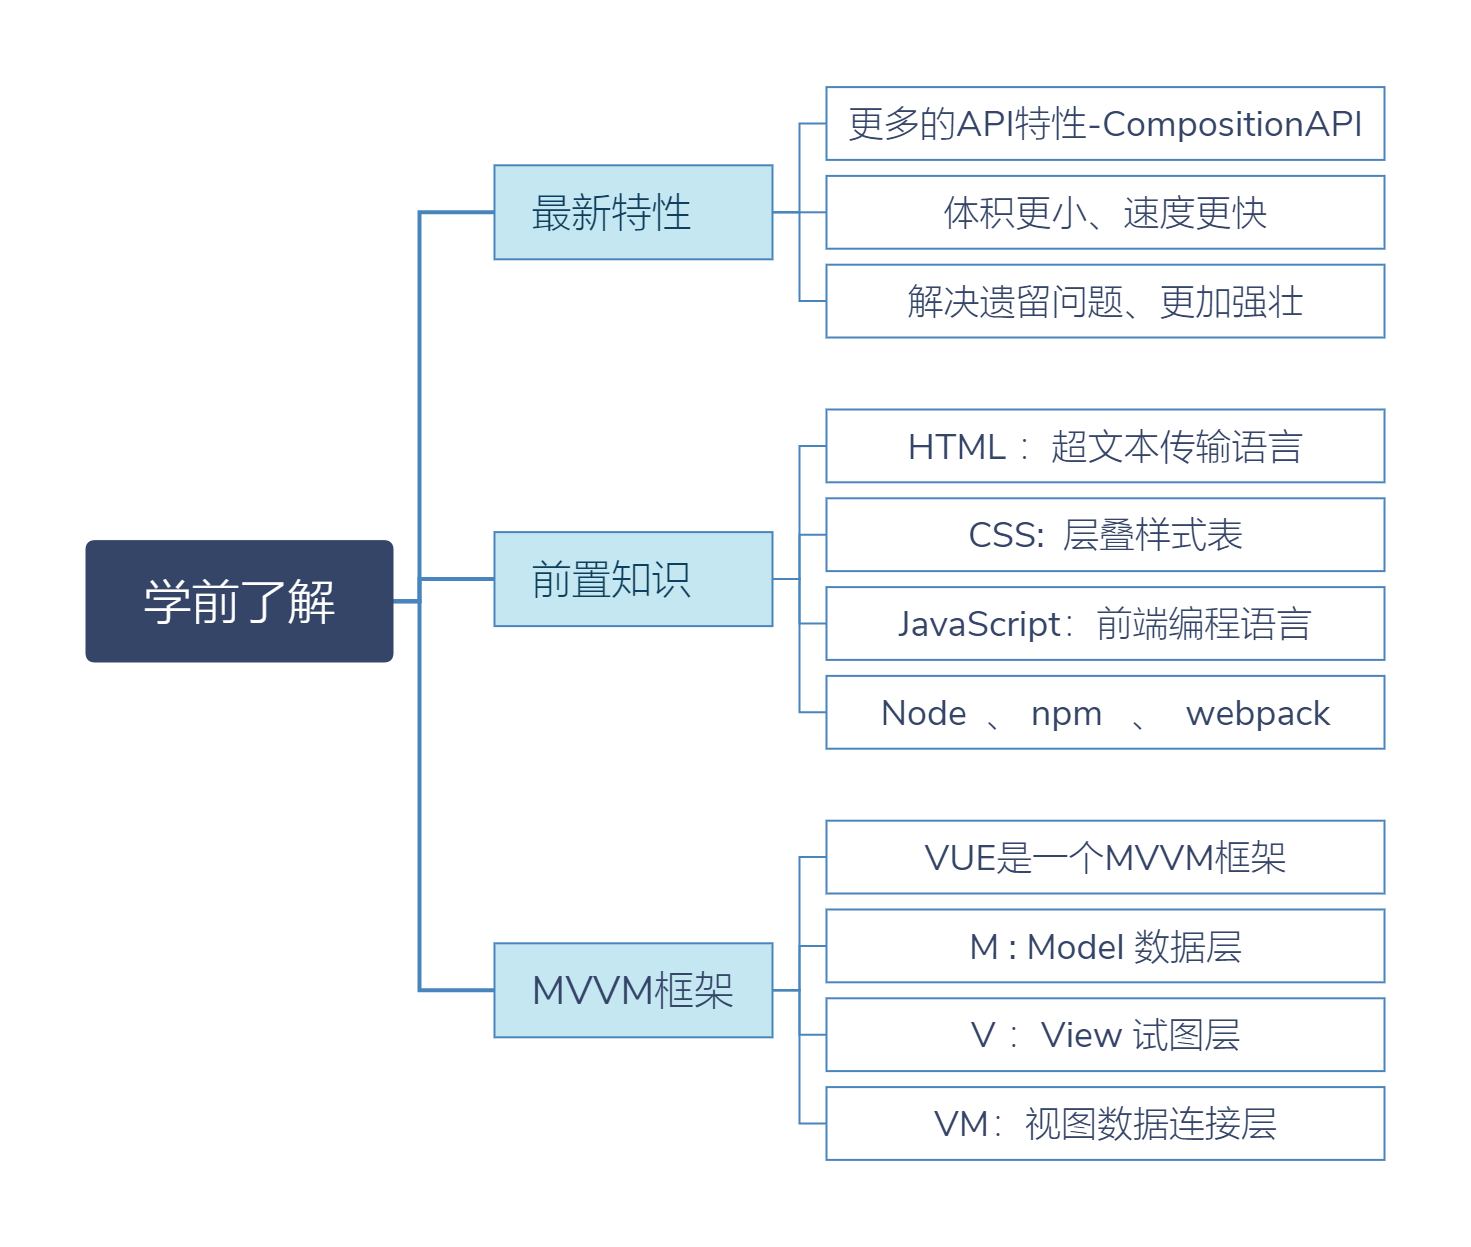 学前了解
最新特性
更多的API特性-CompositionAPI
体积更小、速度更快
解决遗留问题、更加强壮
前置知识
HTML ：超文本传输语言
CSS: 层叠样式表
JavaScript：前端编程语言
Node 、 npm 、 webpack
MVVM框架
VUE是一个MVVM框架
M : Model 数据层
V ：View 试图层
VM：视图数据连接层